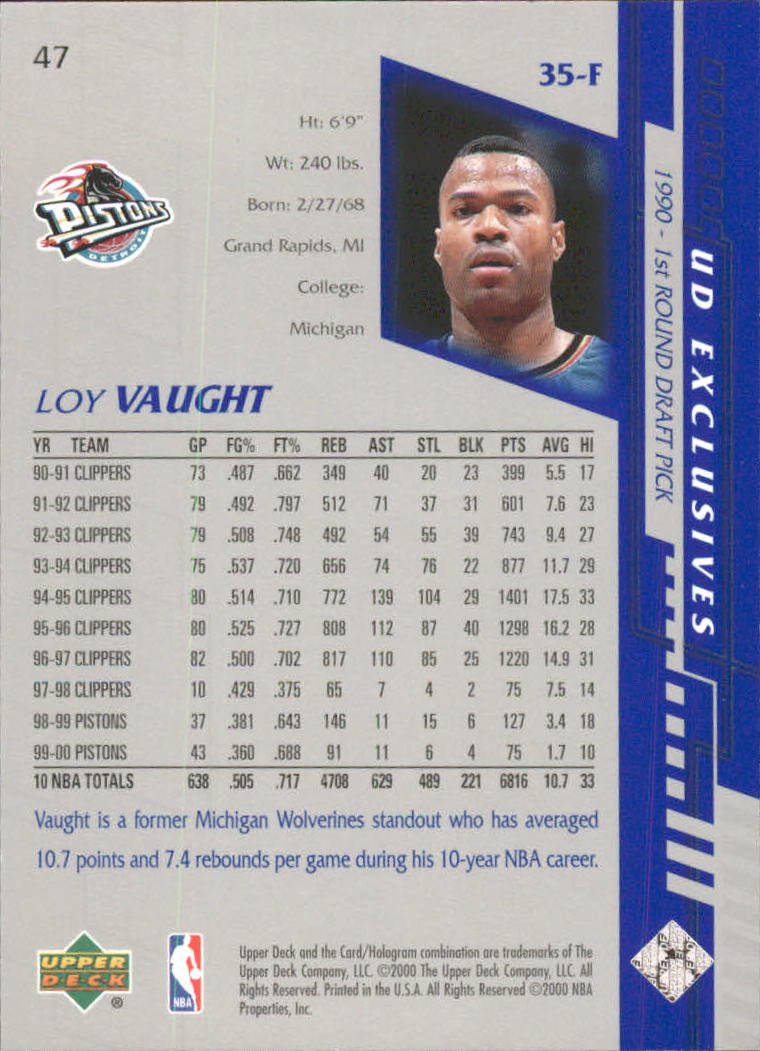 47
35-F
Ht: 6'9"
Wt: 240 lbs.
Born: 2/27/68
Grand Rapids, MI
College:
Michigan
PISTONS
DETROIT
LOY VAUGHT
YR TEAM GP FG% FT% REB AST STL BLK PTS AVG HI
90-91 CLIPPERS 73 .487 .662 349 40 20 23 399 5.5 17
91-92 CLIPPERS 79 .492 .797 512 71 37 31 601 7.6 23
92-93 CLIPPERS 79 .508 .748 492 54 55 39 743 9.4 27
93-94 CLIPPERS 75 .537 .720 656 74 76 22 877 11.7 29
94-95 CLIPPERS 80 .514 .710 772 139 104 29 1401 17.5 33
95-96 CLIPPERS 80 .525 .727 808 112 87 40 1298 16.2 28
96-97 CLIPPERS 82 .500 .702 817 110 85 25 1220 14.9 31
97-98 CLIPPERS 10 .429 .375 65 7 4 2 75 7.5 14
98-99 PISTONS 37 .381 .643 146 11 15 6 127 3.4 18
99-00 PISTONS 43 .360 .688 91 11 6 4 75 1.7 10
10 NBA TOTALS 638 .505 .717 4708 629 489 221 6816 10.7 33
Vaught is a former Michigan Wolverines standout who has averaged
10.7 points and 7.4 rebounds per game during his 10-year NBA career.
UPPER
DECK
®
NBA
Upper Deck and the Card/Hologram combination are trademarks of The
Upper Deck Company, LLC. ©2000 The Upper Deck Company, LLC. All
Rights Reserved. Printed in the U.S.A. All Rights Reserved ©2000 NBA
Properties, Inc.
1990 - 1st ROUND DRAFT PICK
UD EXCLUSIVES